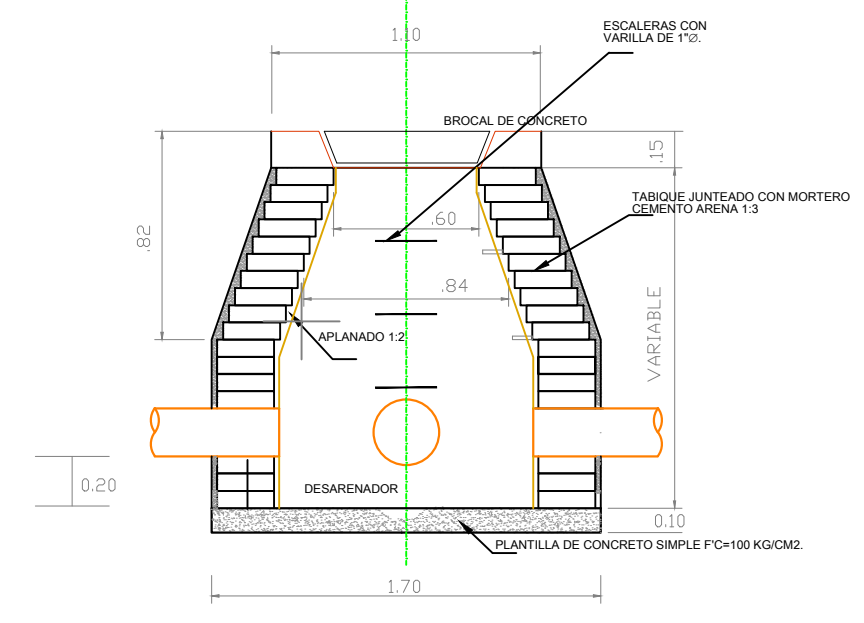 ESCALERAS CON
VARILLA DE 1"Ø.
1.10
BROCAL DE CONCRETO
.15
TABIQUE JUNTEADO CON MORTERO
CEMENTO ARENA 1:3
.60
.82
.84
VARIABLE
APLANADO 1:2
0.20
DESARENADOR
0.10
PLANTILLA DE CONCRETO SIMPLE F'C=100 KG/CM2.
1.70